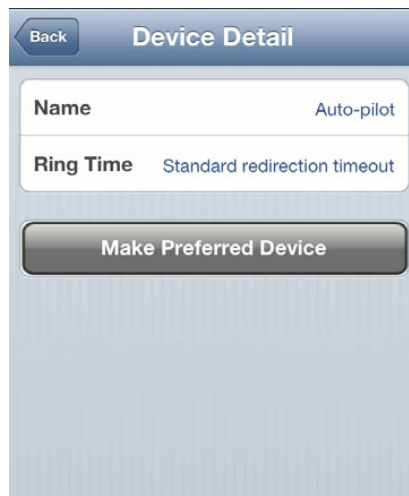 Back Device Detail
Name Auto-pilot
Ring Time Standard redirection timeout
Make Preferred Device